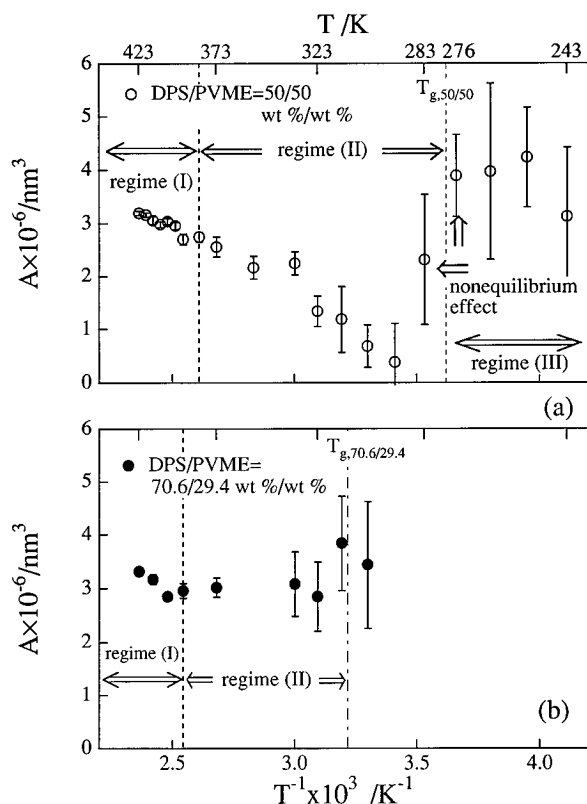 T /K
423 373 323 283 276 243
6
5
4
3
2
1
0
A×10⁻⁶/nm³
DPS/PVME=50/50
wt %/wt %
T_g,50/50
regime (I)
regime (II)
nonequilibrium
effect
regime (III)
(a)
6
5
4
3
2
1
0
A×10⁻⁶/nm³
T_g,70.6/29.4
DPS/PVME=
70.6/29.4 wt %/wt %
regime (I)
regime (II)
(b)
2.5 3.0 3.5 4.0
T⁻¹x10³ /K⁻¹